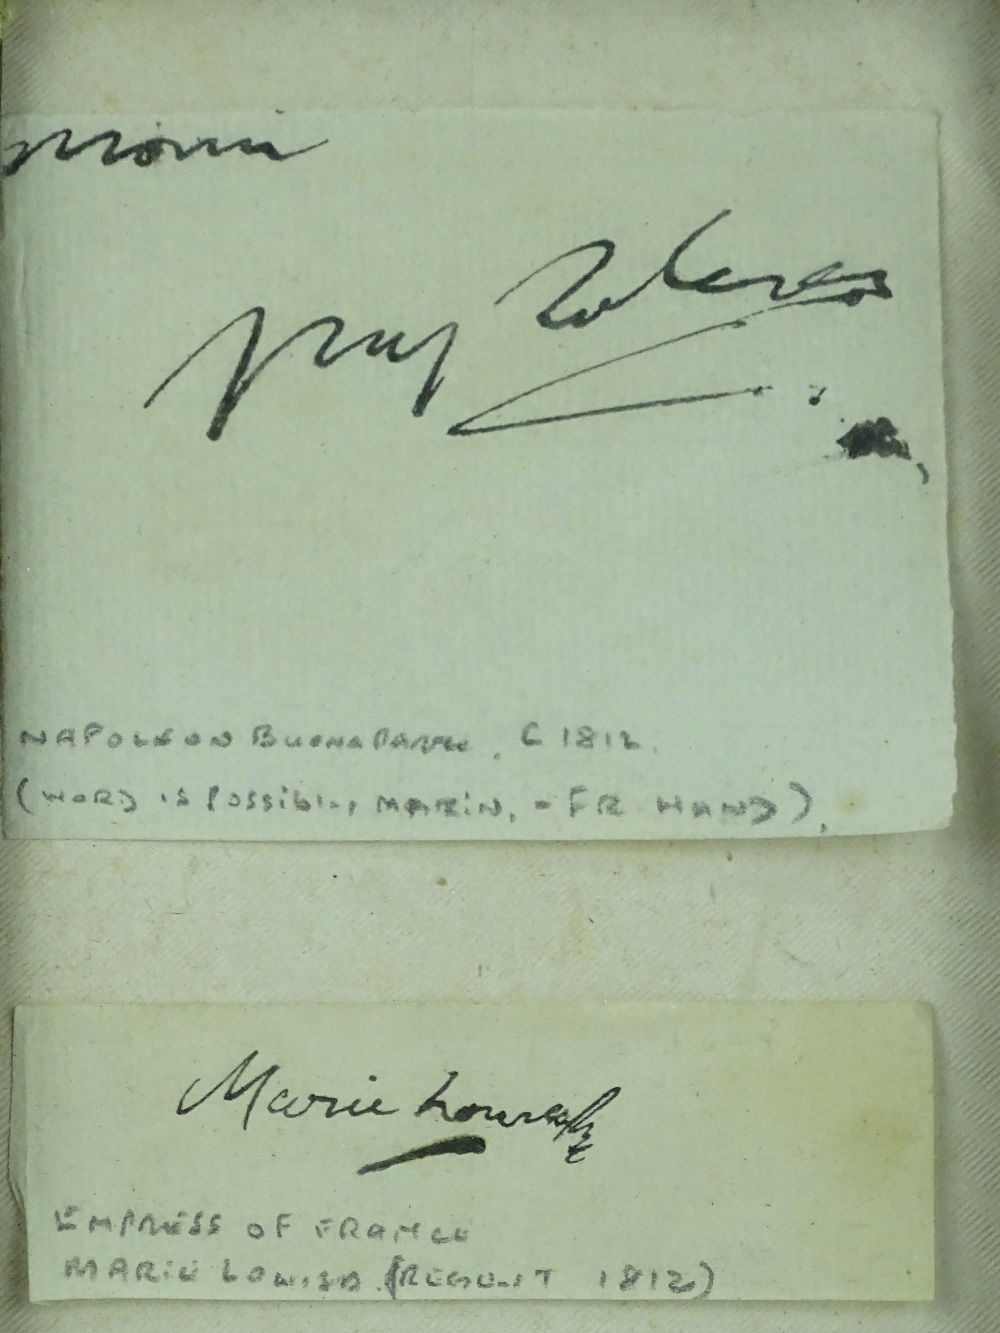 NAPOLEON BUONAPARTE. C 1812.
(WORD IS POSSIBLY MARIN, - FR HAND).
Marie Louise
EMPRESS OF FRANCE
MARIE LOUISA (REGENT 1812)